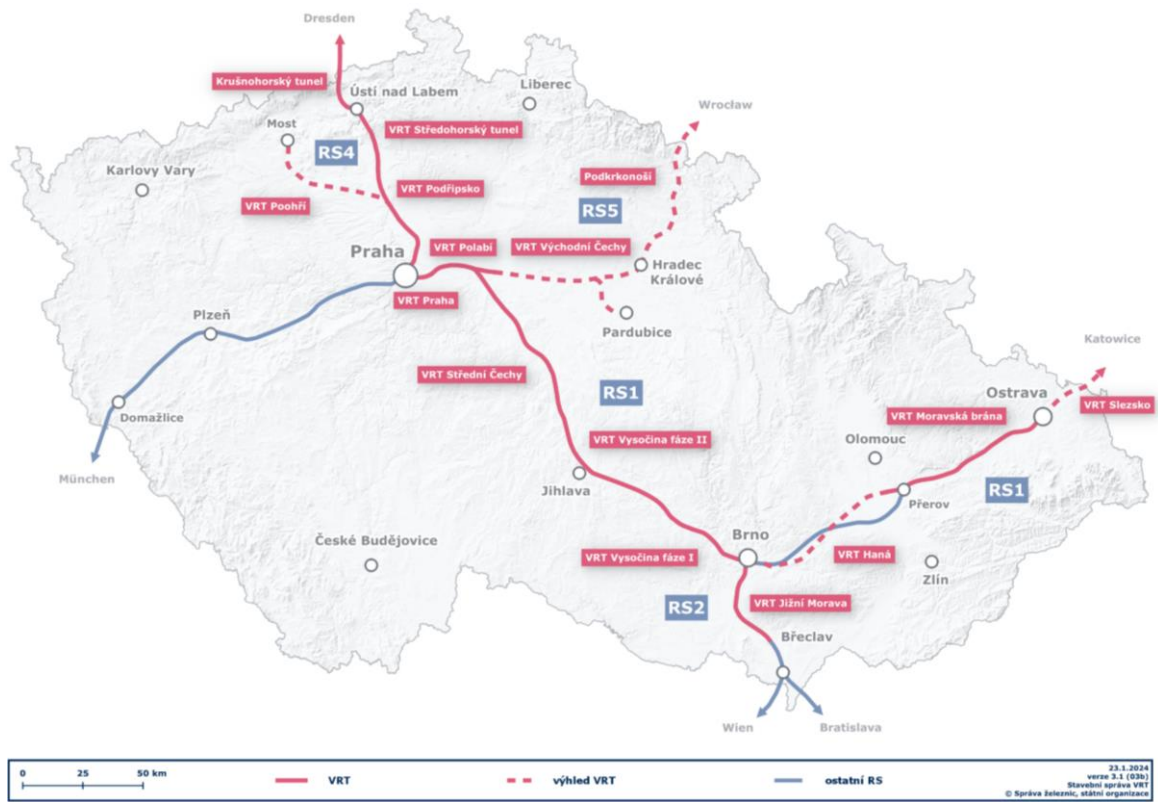 Dresden
Krušnohorský tunel
Ústí nad Labem
Liberec
Wrocław
Most
VRT Středohorský tunel
RS4
Karlovy Vary
VRT Podřipsko
Podkrkonoší
VRT Poohří
RS5
Praha
VRT Polabí
VRT Východní Čechy
Hradec
Králové
VRT Praha
Plzeň
Pardubice
Katowice
VRT Střední Čechy
RS1
Ostrava
VRT Slezsko
Domažlice
VRT Moravská brána
VRT Vysočina fáze II
Olomouc
München
Jihlava
RS1
Přerov
České Budějovice
Brno
VRT Vysočina fáze I
VRT Haná
Zlín
RS2
VRT Jižní Morava
Břeclav
Wien
Bratislava
0 25 50 km
VRT
výhled VRT
ostatní RS
23.1.2024
verze 3.1 (03b)
Stavební správa VRT
© Správa železnic, státní organizace